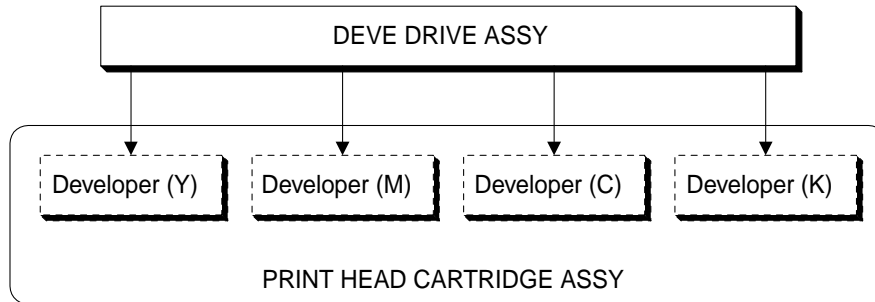 DEVE DRIVE ASSY
Developer (Y) Developer (M) Developer (C) Developer (K)
PRINT HEAD CARTRIDGE ASSY